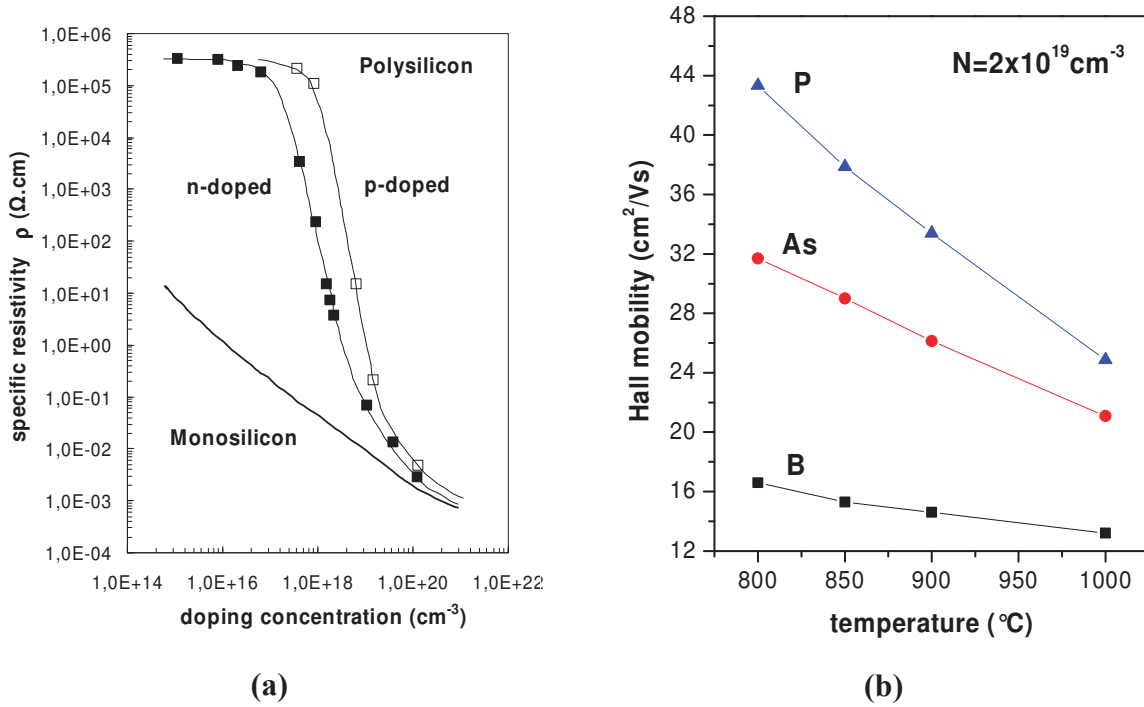 1,0E+06
1,0E+05
1,0E+04
1,0E+03
1,0E+02
1,0E+01
1,0E+00
1,0E-01
1,0E-02
1,0E-03
1,0E-04
specific resistivity ρ (Ω.cm)
Polysilicon
n-doped p-doped
Monosilicon
1,0E+14 1,0E+16 1,0E+18 1,0E+20 1,0E+22
doping concentration (cm⁻³)
(a)
48
44
40
36
32
28
24
20
16
12
Hall mobility (cm²/Vs)
N=2x10¹⁹cm⁻³
P
As
B
800 850 900 950 1000
temperature (°C)
(b)